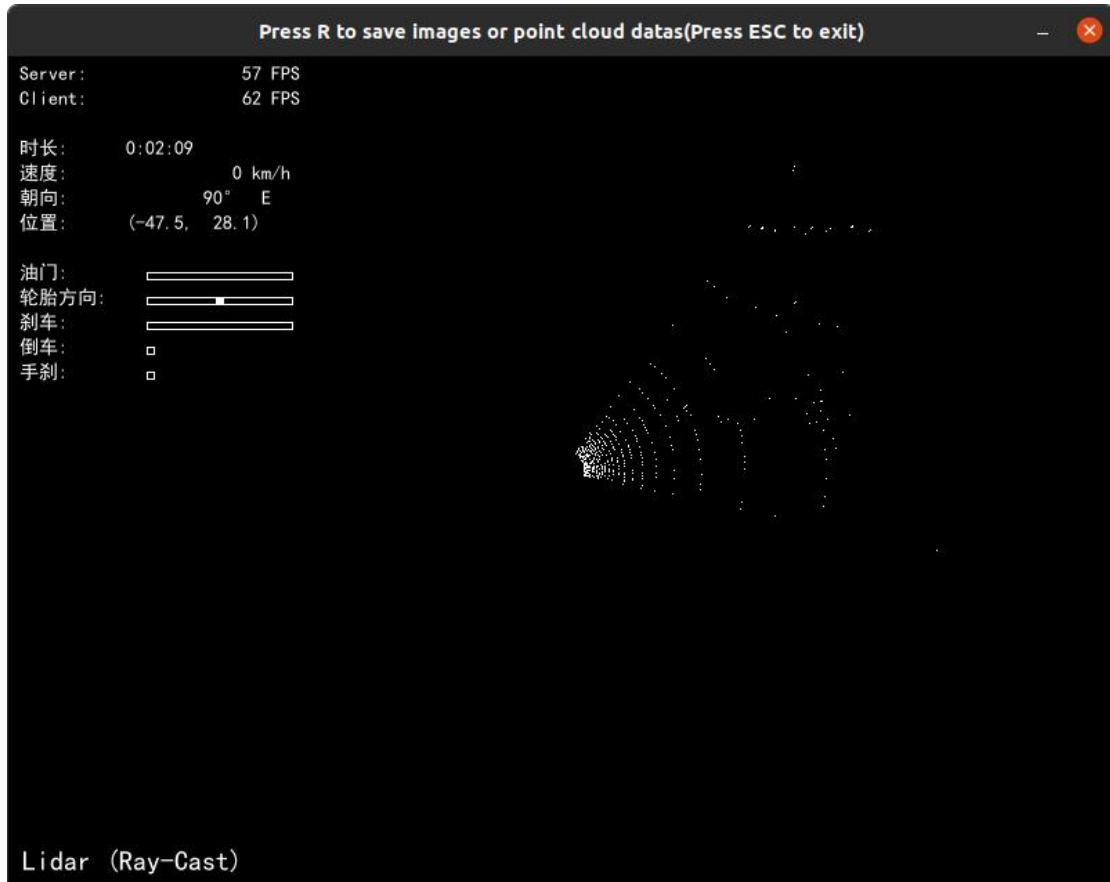 Press R to save images or point cloud datas(Press ESC to exit)
Server: 57 FPS
Client: 62 FPS
时长: 0:02:09
速度: 0 km/h
朝向: 90° E
位置: (-47.5, 28.1)
油门:
轮胎方向:
刹车:
倒车:
手刹:
Lidar (Ray-Cast)